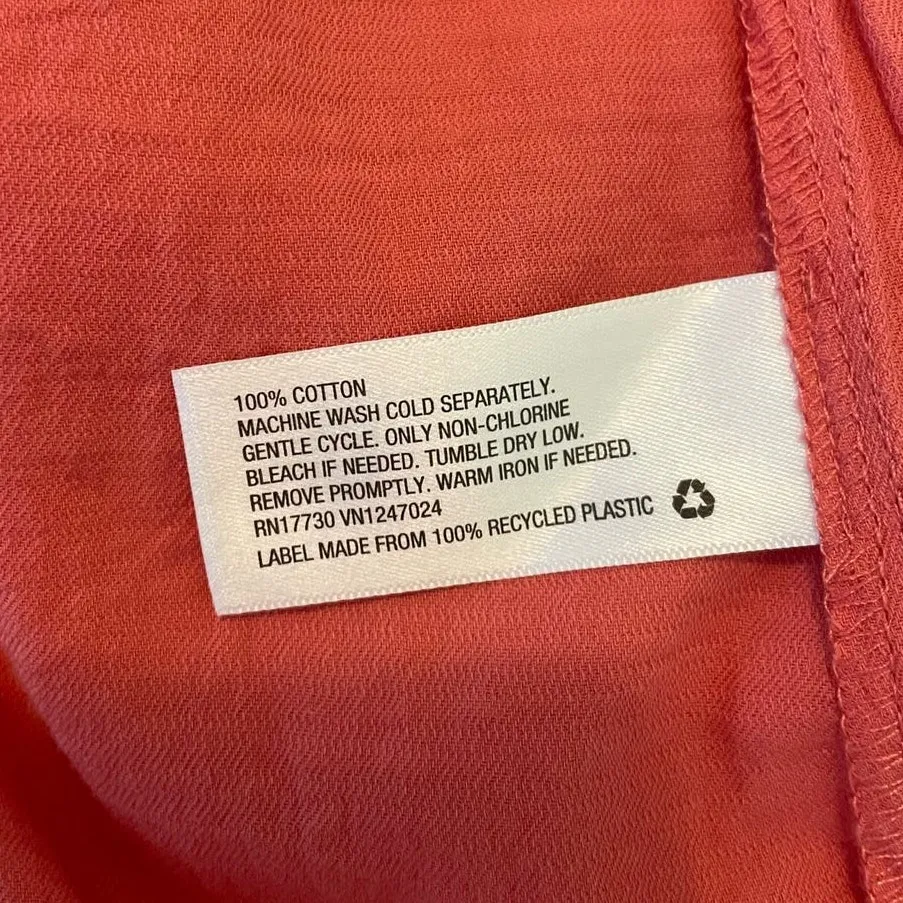 100% COTTON
MACHINE WASH COLD SEPARATELY.
GENTLE CYCLE. ONLY NON-CHLORINE
BLEACH IF NEEDED. TUMBLE DRY LOW.
REMOVE PROMPTLY. WARM IRON IF NEEDED.
RN17730 VN1247024
LABEL MADE FROM 100% RECYCLED PLASTIC